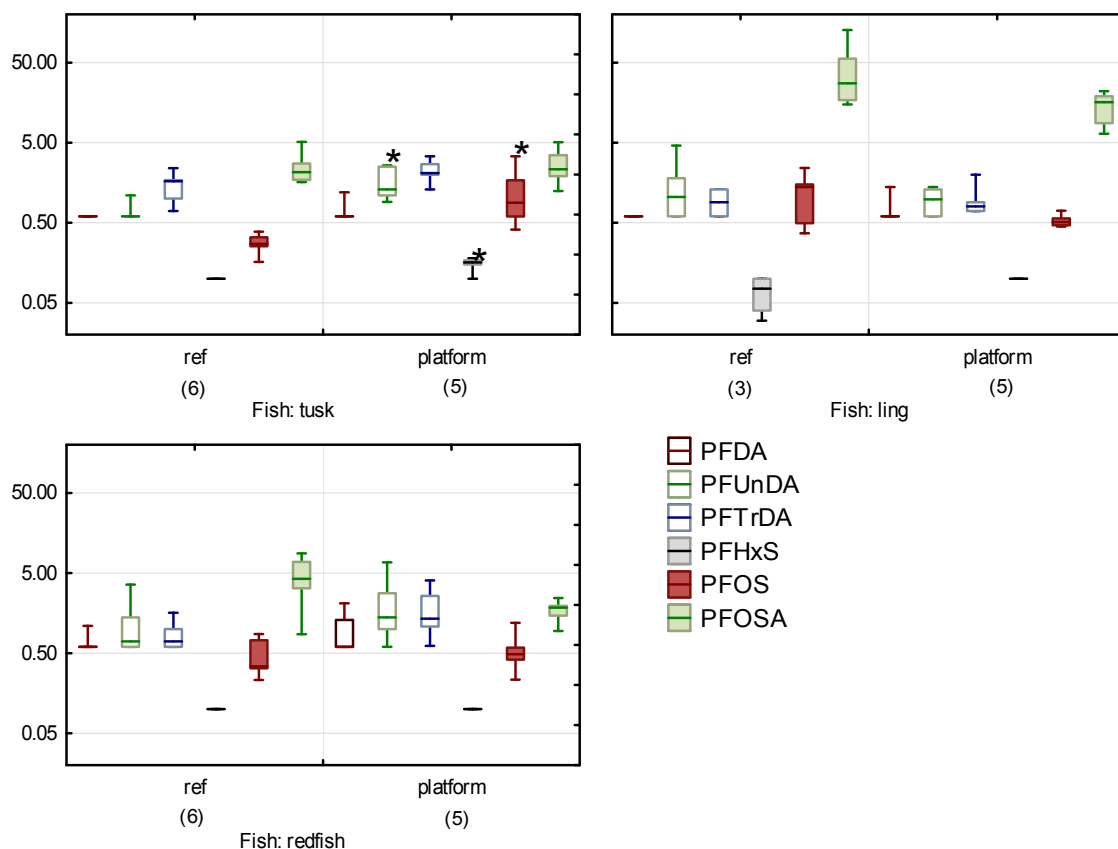 50.00
5.00
0.50
0.05
* * *
ref platform
(6) (5)
Fish: tusk
ref platform
(3) (5)
Fish: ling
50.00
5.00
0.50
0.05
ref platform
(6) (5)
Fish: redfish
PFDA
PFUnDA
PFTrDA
PFHxS
PFOS
PFOSA